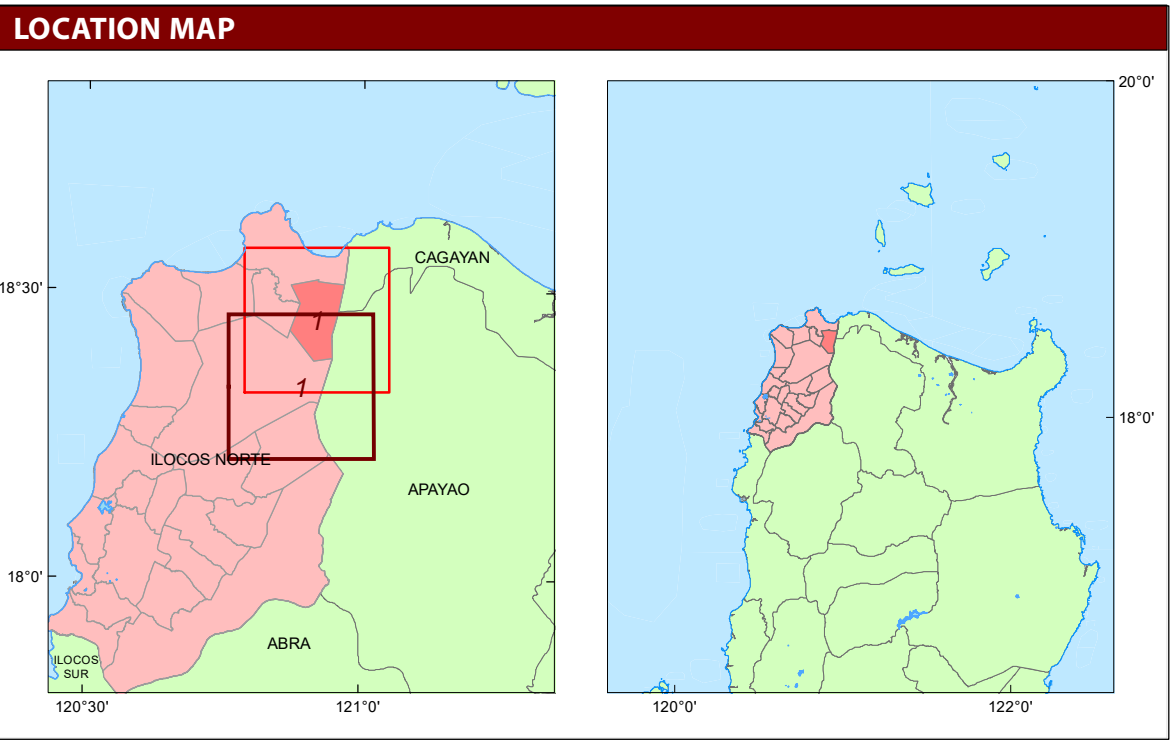 LOCATION MAP
20°0'
CAGAYAN
18°30'
1
1
18°0'
ILOCOS NORTE
APAYAO
18°0'
ABRA
ILOCOS
SUR
120°30'
121°0'
120°0'
122°0'